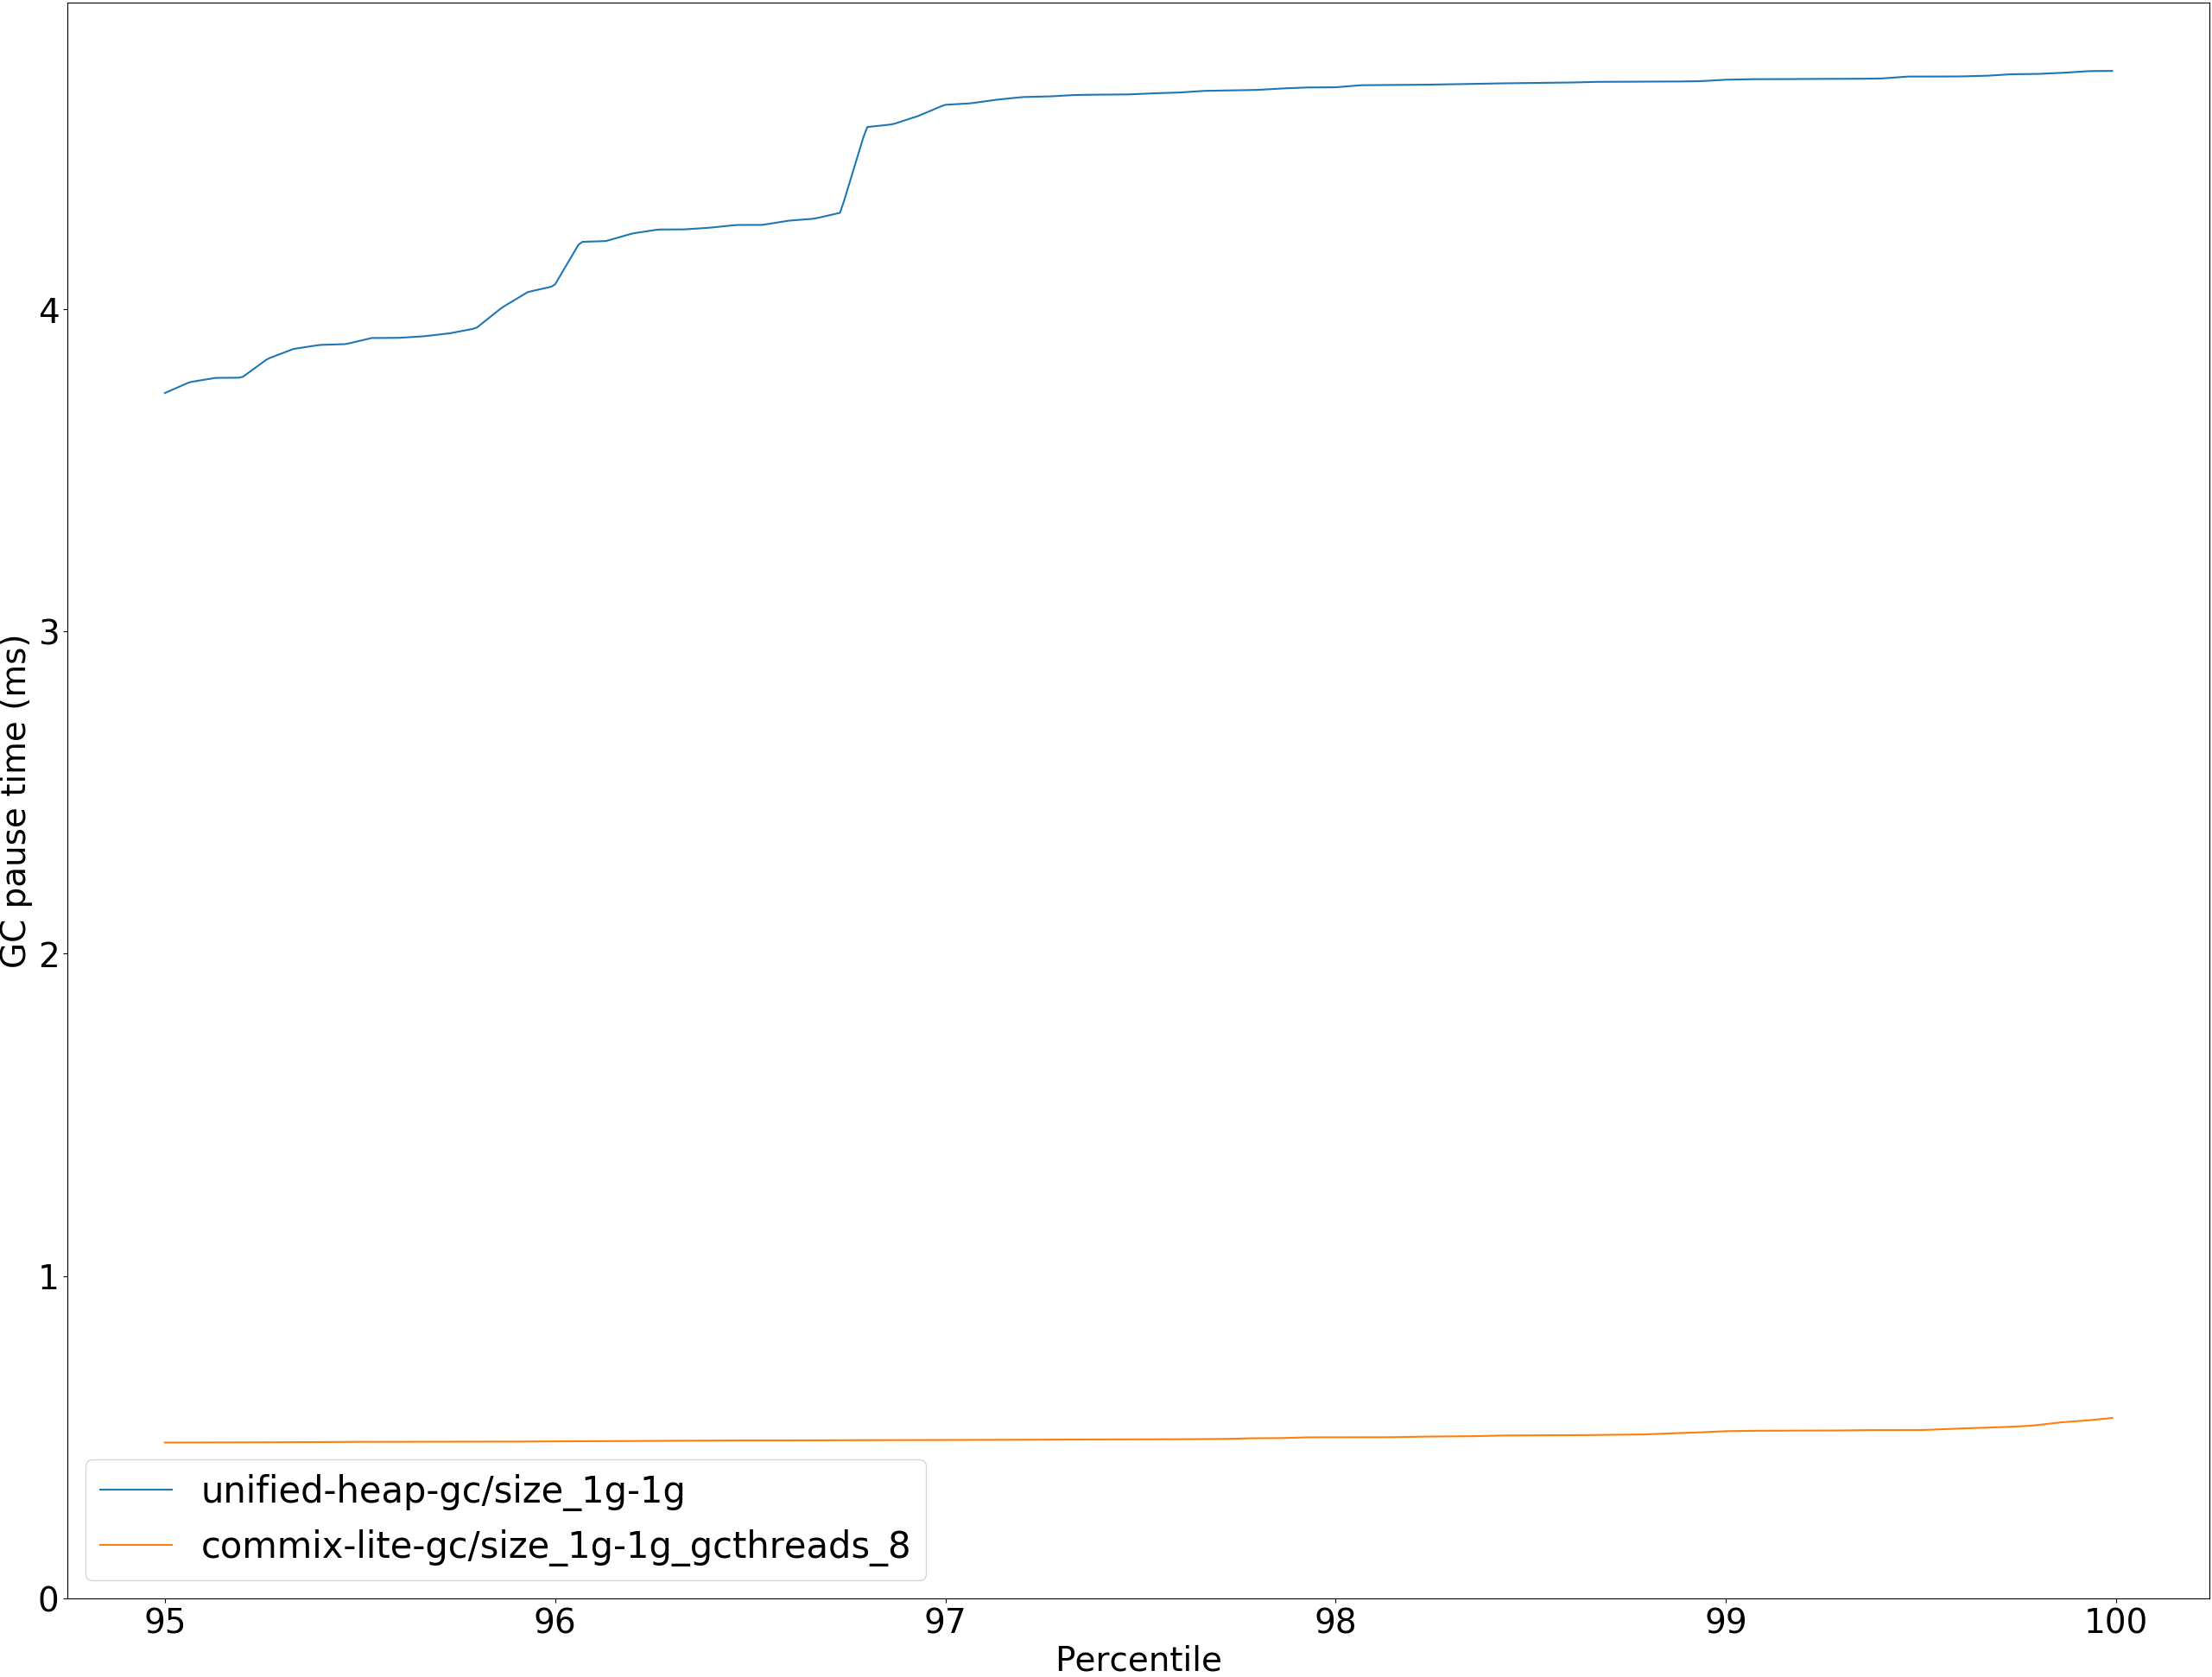 GC pause time (ms)
4
3
2
1
0
unified-heap-gc/size_1g-1g
commix-lite-gc/size_1g-1g_gcthreads_8
95 96 97 98 99 100
Percentile